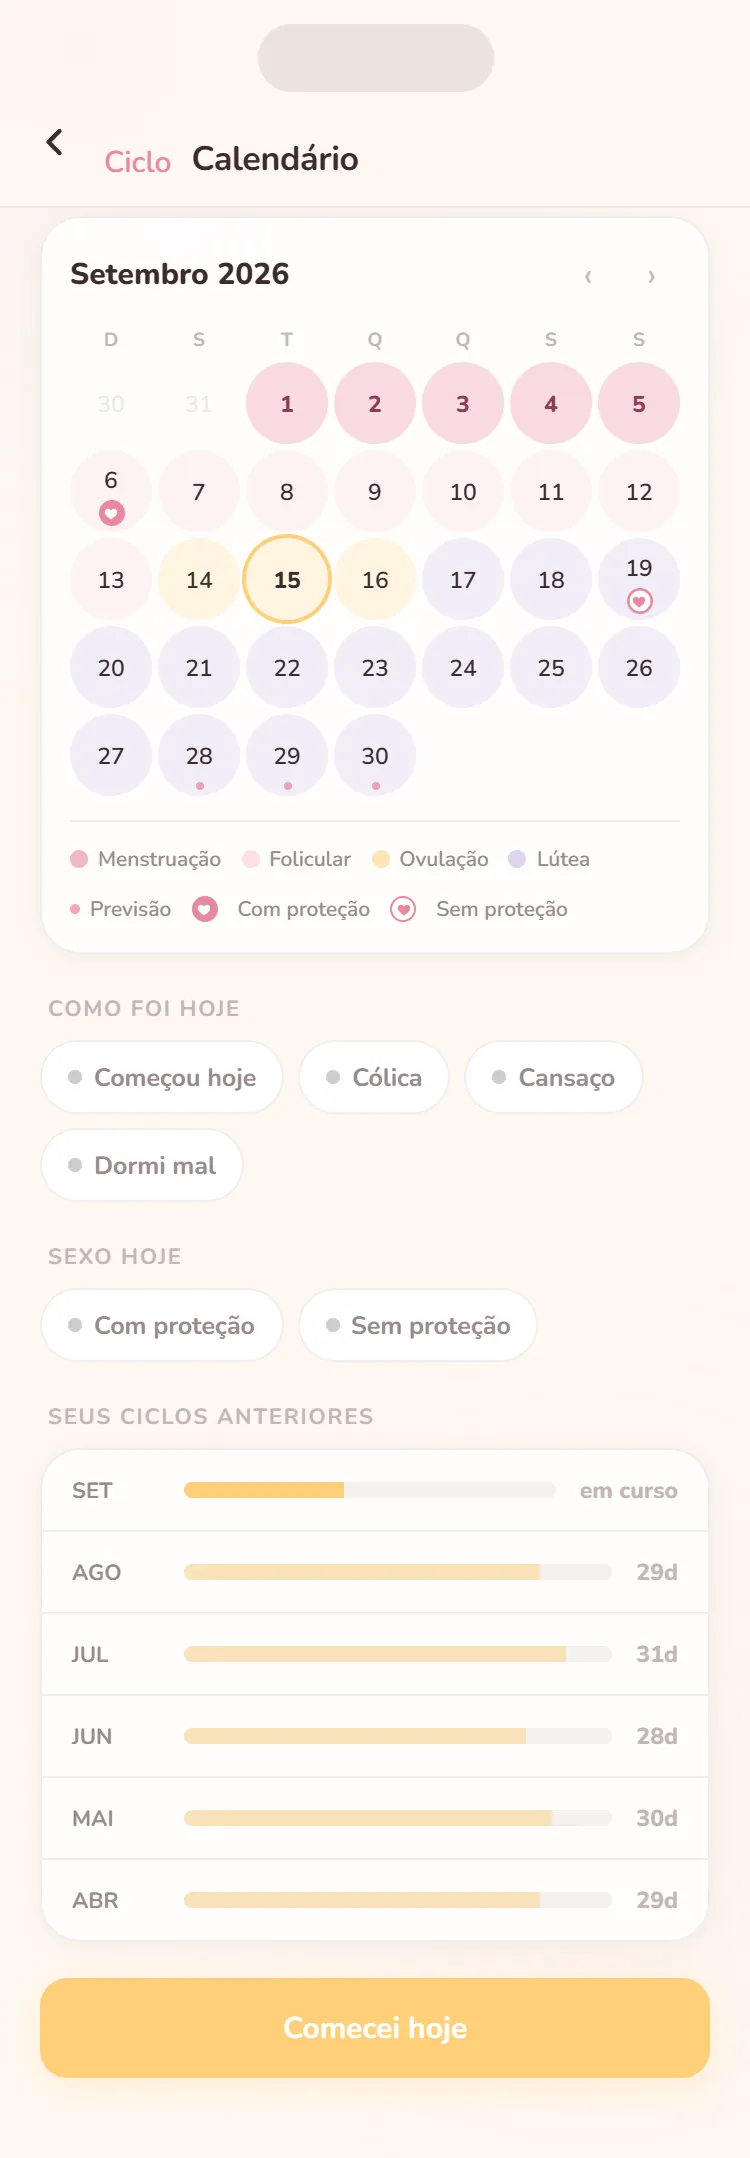 Ciclo Calendário
Setembro 2026 ‹ ›
D S T Q Q S S
30 31 1 2 3 4 5
6 7 8 9 10 11 12
13 14 15 16 17 18 19
20 21 22 23 24 25 26
27 28 29 30
Menstruação Folicular Ovulação Lútea
Previsão Com proteção Sem proteção
COMO FOI HOJE
Começou hoje Cólica Cansaço
Dormi mal
SEXO HOJE
Com proteção Sem proteção
SEUS CICLOS ANTERIORES
SET em curso
AGO 29d
JUL 31d
JUN 28d
MAI 30d
ABR 29d
Comecei hoje